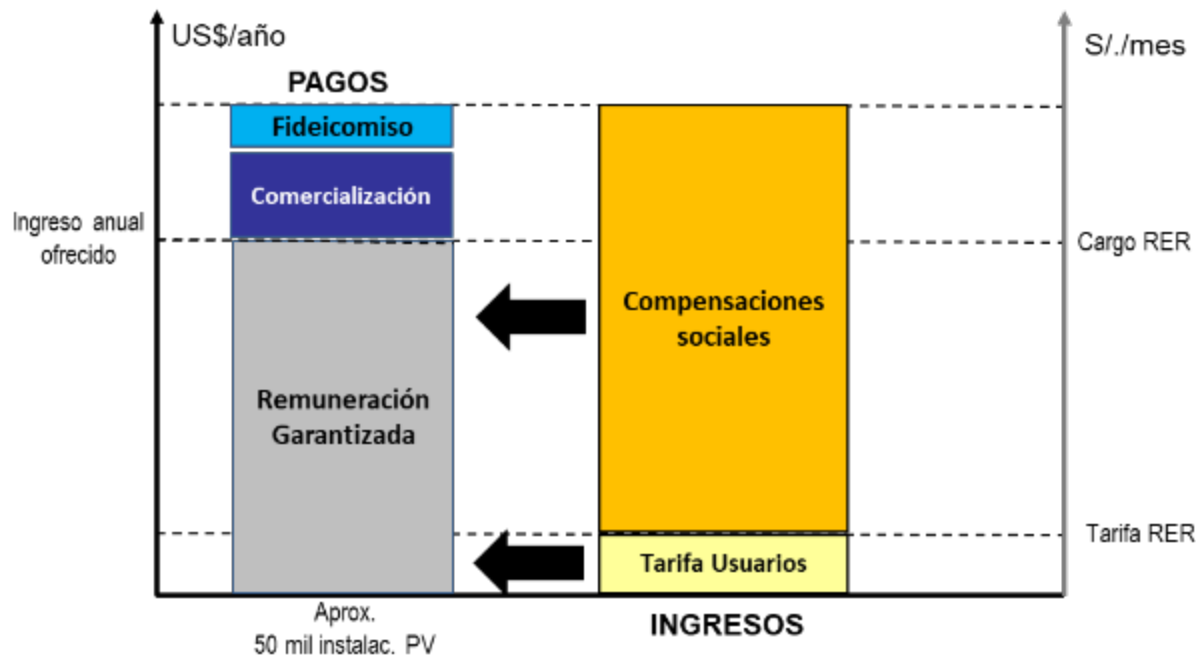 US$/año
S/./mes
PAGOS
Fideicomiso
Comercialización
Ingreso anual
ofrecido
Cargo RER
Compensaciones
sociales
Remuneración
Garantizada
Tarifa RER
Tarifa Usuarios
Aprox.
50 mil instalac. PV
INGRESOS